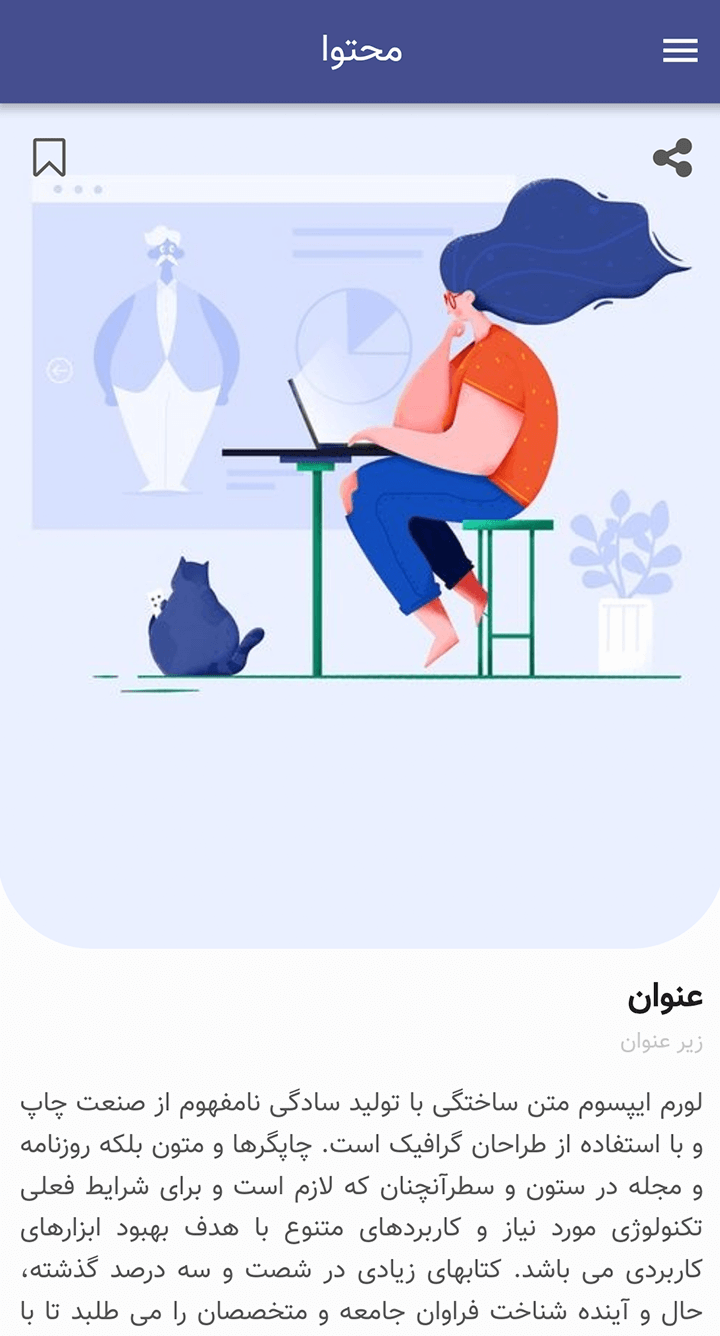 محتوا
عنوان
زیر عنوان
لورم ایپسوم متن ساختگی با تولید سادگی نامفهوم از صنعت چاپ
و با استفاده از طراحان گرافیک است. چاپگرها و متون بلکه روزنامه
و مجله در ستون و سطرآنچنان که لازم است و برای شرایط فعلی
تکنولوژی مورد نیاز و کاربردهای متنوع با هدف بهبود ابزارهای
کاربردی می باشد. کتابهای زیادی در شصت و سه درصد گذشته،
حال و آینده شناخت فراوان جامعه و متخصصان را می طلبد تا با